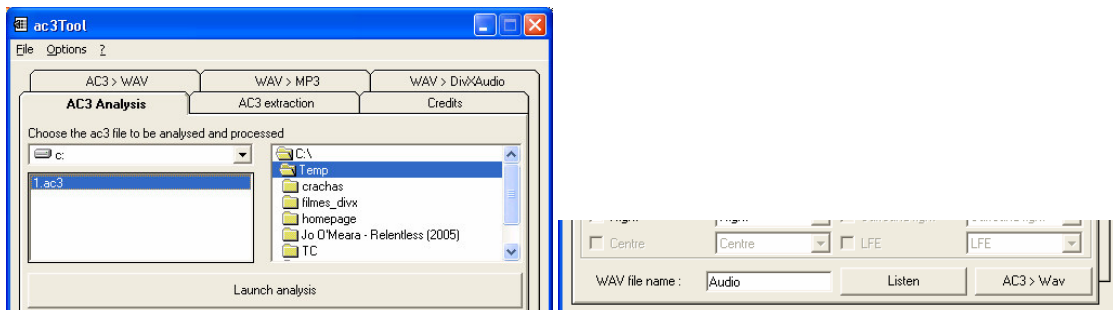 ac3Tool
File Options ?
AC3 > WAV WAV > MP3 WAV > DivXAudio
AC3 Analysis AC3 extraction Credits
Choose the ac3 file to be analysed and processed
c:
1.ac3
C:\
Temp
crachas
filmes_divx
homepage
Jo O'Meara - Relentless (2005)
TC
Launch analysis
Centre Centre LFE LFE
WAV file name : Audio Listen AC3 > Wav